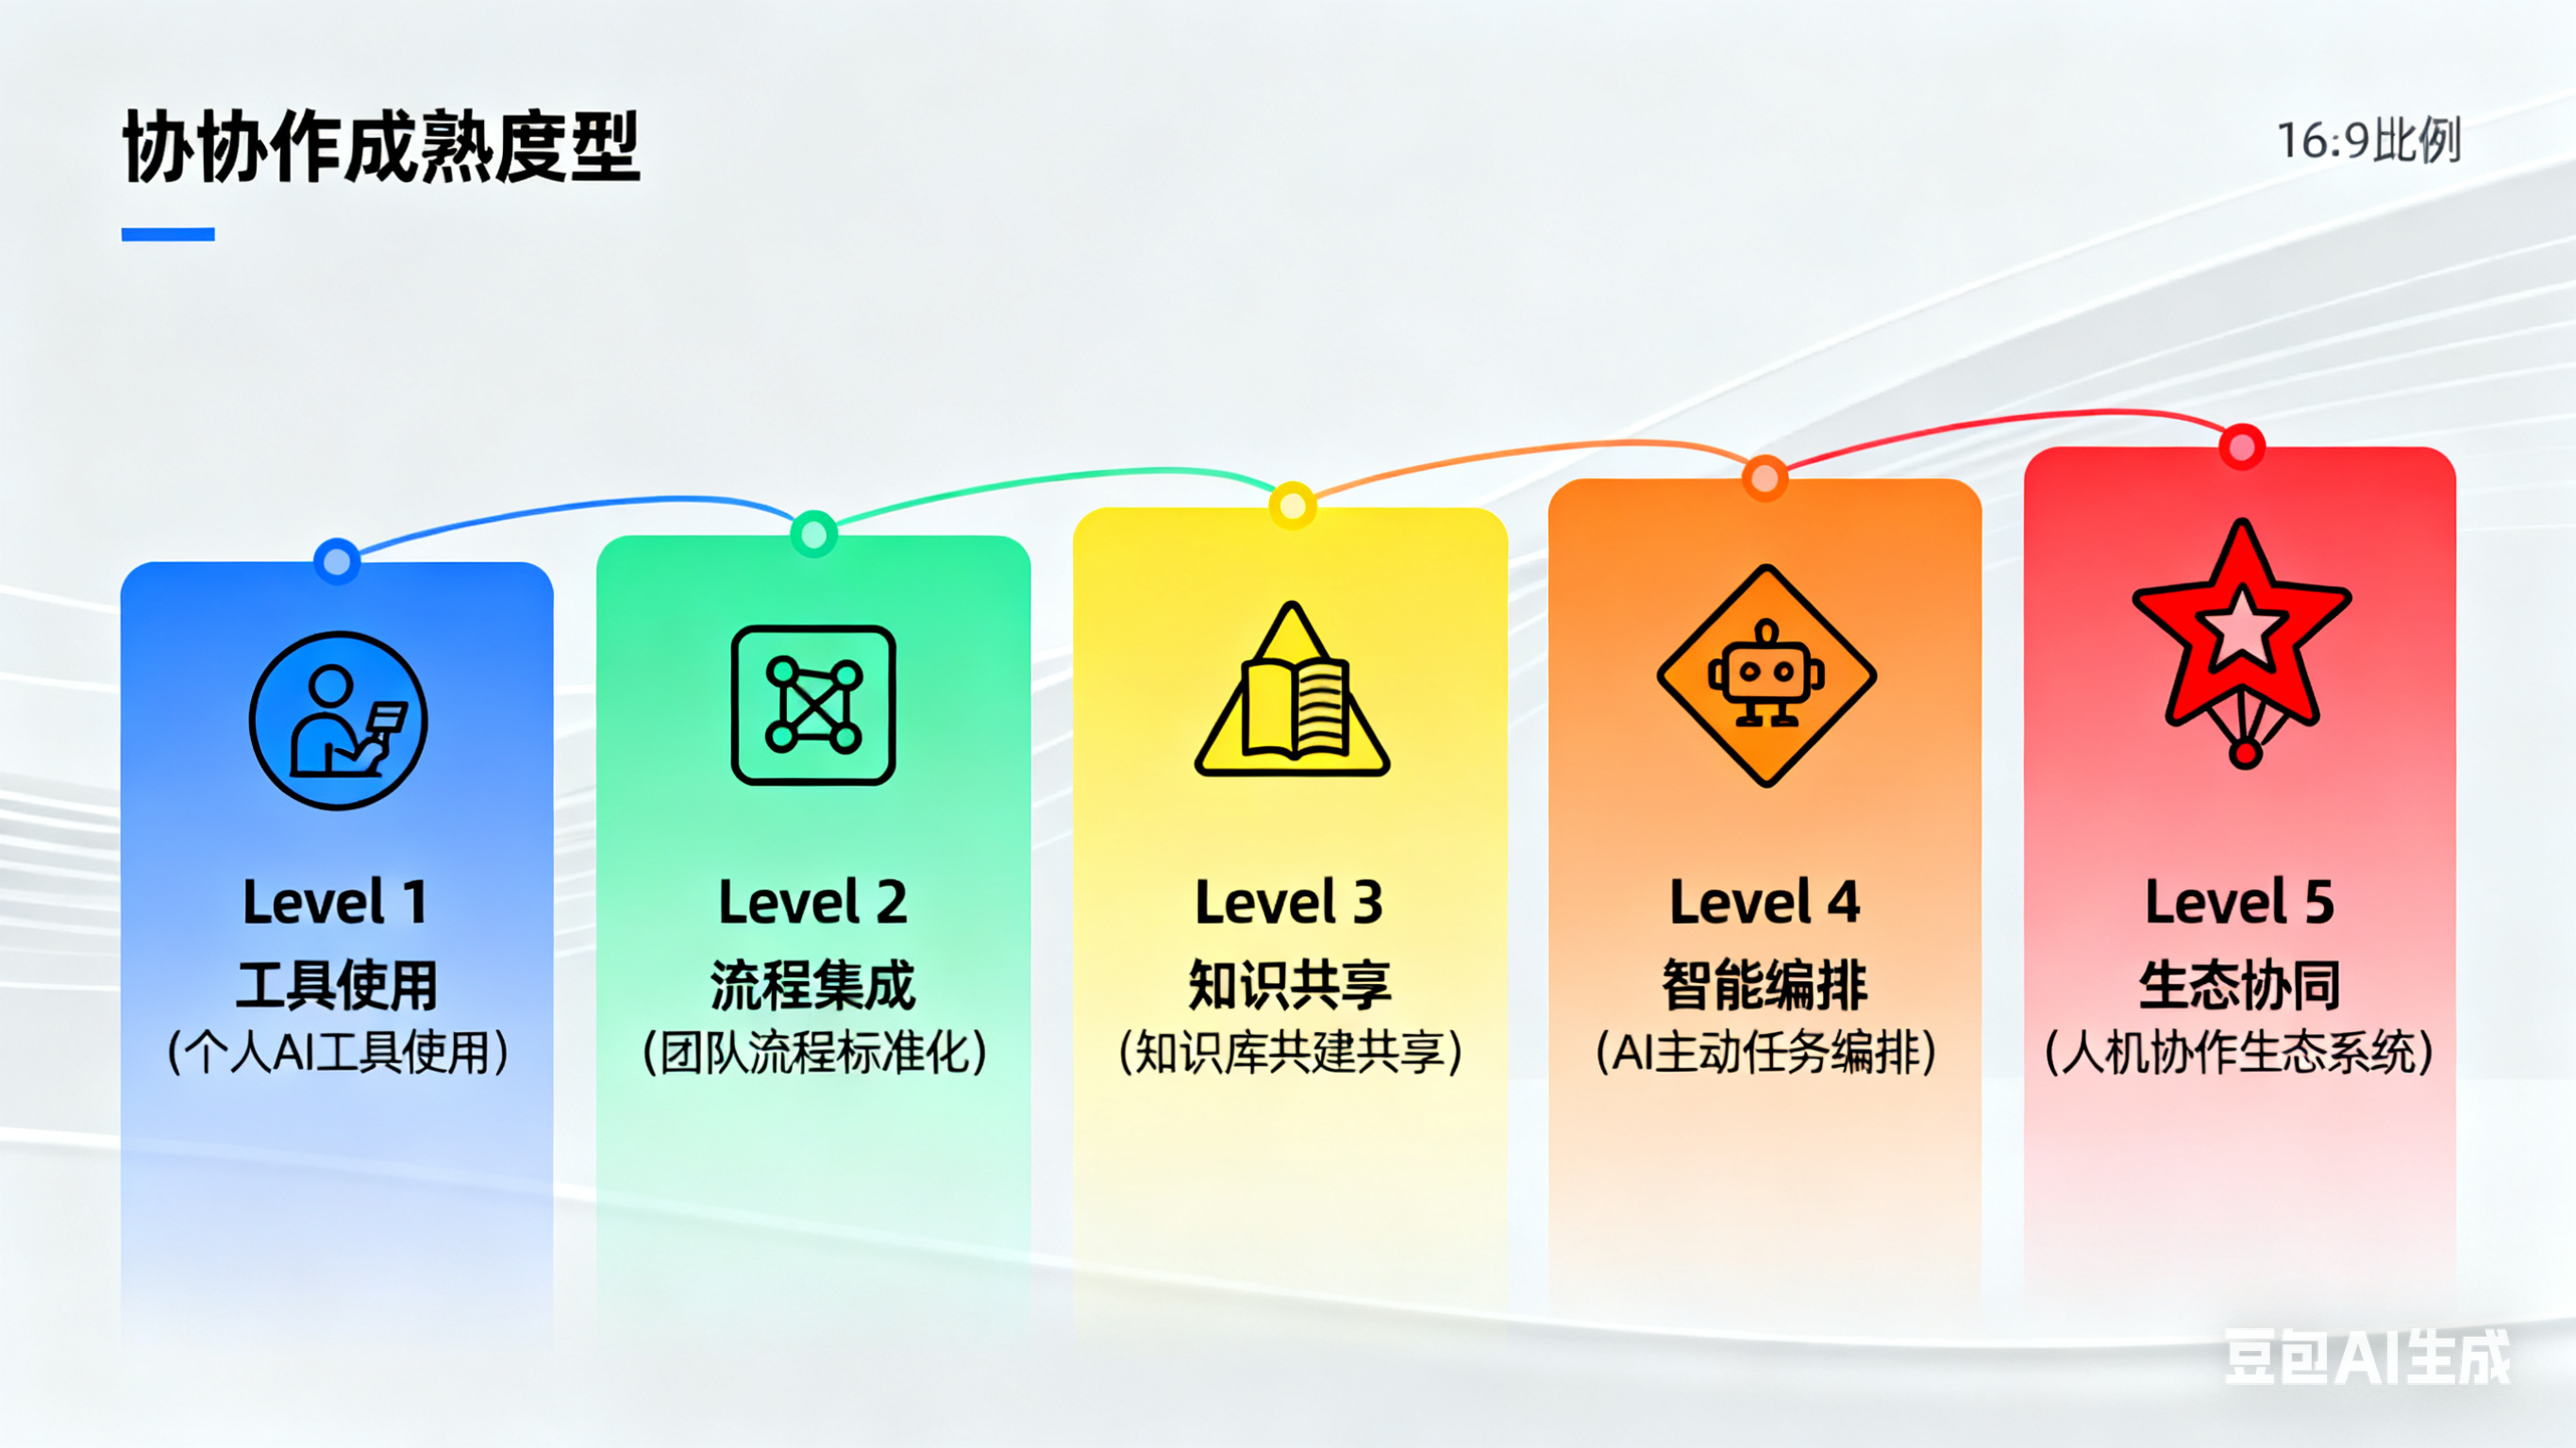 协协作成熟度型
16:9比例
Level 1
工具使用
(个人AI工具使用)
Level 2
流程集成
(团队流程标准化)
Level 3
知识共享
(知识库共建共享)
Level 4
智能编排
(AI主动任务编排)
Level 5
生态协同
(人机协作生态系统)
豆包AI生成